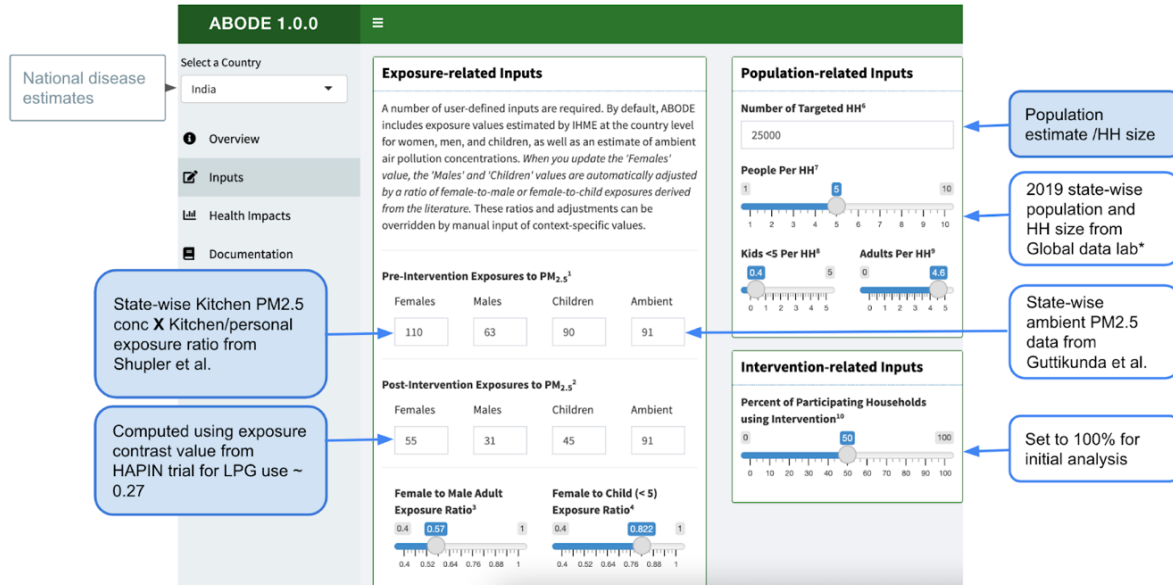 ABODE 1.0.0
National disease
estimates
Select a Country
India
Overview
Inputs
Health Impacts
Documentation
Exposure-related Inputs
A number of user-defined inputs are required. By default, ABODE
includes exposure values estimated by IHME at the country level
for women, men, and children, as well as an estimate of ambient
air pollution concentrations. When you update the 'Females'
value, the 'Males' and 'Children' values are automatically adjusted
by a ratio of female-to-male or female-to-child exposures derived
from the literature. These ratios and adjustments can be
overridden by manual input of context-specific values.
Pre-Intervention Exposures to PM2.5¹
Females Males Children Ambient
110 63 90 91
Post-Intervention Exposures to PM2.5²
Females Males Children Ambient
55 31 45 91
Female to Male Adult
Exposure Ratio³
0.4 0.57 1
0.4 0.52 0.64 0.76 0.88 1
Female to Child (< 5)
Exposure Ratio⁴
0.4 0.822 1
0.4 0.52 0.64 0.76 0.88 1
State-wise Kitchen PM2.5
conc X Kitchen/personal
exposure ratio from
Shupler et al.
Computed using exposure
contrast value from
HAPIN trial for LPG use ~
0.27
Population-related Inputs
Number of Targeted HH⁶
25000
People Per HH⁷
1 5 10
1 2 3 4 5 6 7 8 9 10
Kids <5 Per HH⁸
0.4 5
0 1 2 3 4 5
Adults Per HH⁹
0 4.6
0 1 2 3 4 5
Intervention-related Inputs
Percent of Participating Households
using Intervention¹⁰
0 50 100
0 10 20 30 40 50 60 70 80 90 100
Population
estimate /HH size
2019 state-wise
population and
HH size from
Global data lab*
State-wise
ambient PM2.5
data from
Guttikunda et al.
Set to 100% for
initial analysis